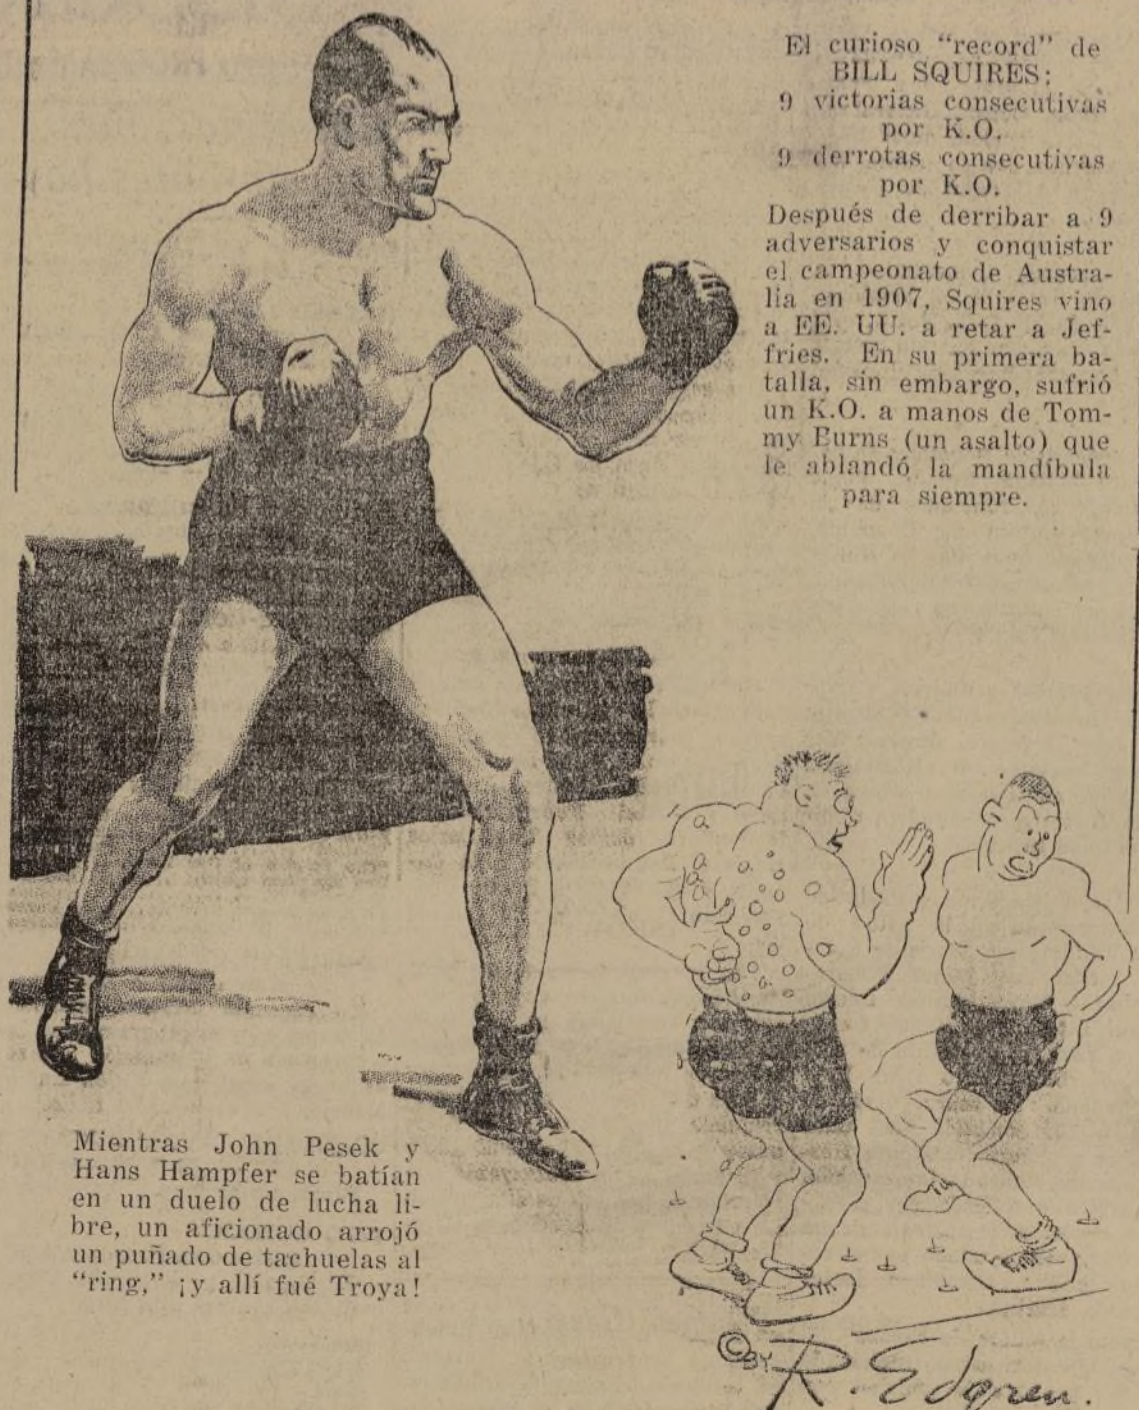 El curioso “record” de
BILL SQUIRES:
9 victorias consecutivas
por K.O.
9 derrotas consecutivas
por K.O.
Después de derribar a 9
adversarios y conquistar
el campeonato de Austra-
lia en 1907, Squires vino
a EE. UU. a retar a Jef-
fries. En su primera ba-
talla, sin embargo, sufrió
un K.O. a manos de Tom-
my Burns (un asalto) que
le ablandó la mandíbula
para siempre.
Mientras John Pesek y
Hans Hampfer se batían
en un duelo de lucha li-
bre, un aficionado arrojó
un puñado de tachuelas al
“ring,” ¡y allí fué Troya!
© BY R. Edgren.